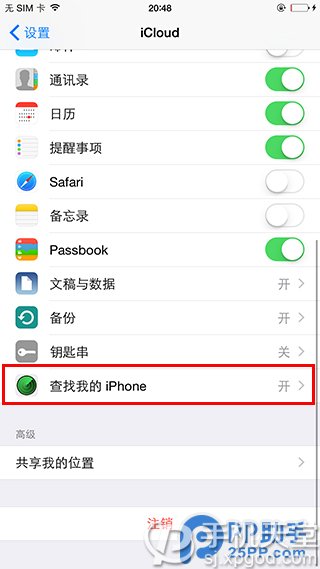 无 SIM 卡 20:48
设置 iCloud
通讯录
日历
提醒事项
Safari
备忘录
Passbook
文稿与数据 开
备份 开
钥匙串 关
查找我的 iPhone 开
高级
共享我的位置
注销
PP助手
25PP.com
sj.xpgod.com